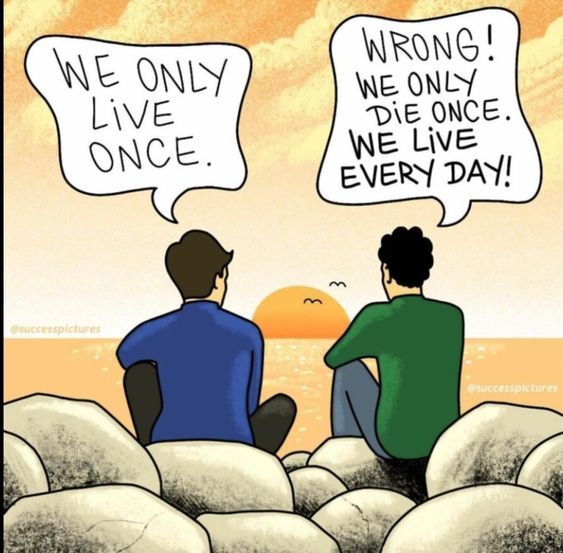 WE ONLY
LiVE
ONCE.
WRONG!
WE ONLY
DiE ONCE.
WE LiVE
EVERY DAY!
@successpictures
@successpictures